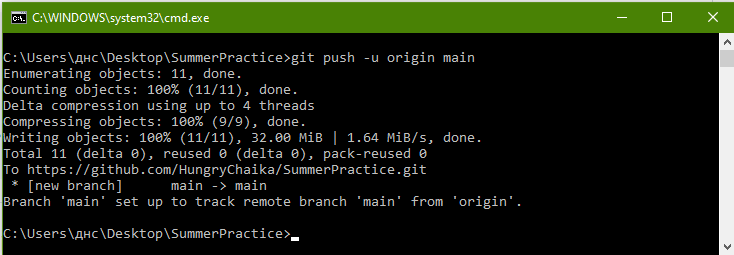 C:\WINDOWS\system32\cmd.exe
C:\Users\днс\Desktop\SummerPractice>git push -u origin main
Enumerating objects: 11, done.
Counting objects: 100% (11/11), done.
Delta compression using up to 4 threads
Compressing objects: 100% (9/9), done.
Writing objects: 100% (11/11), 32.00 MiB | 1.64 MiB/s, done.
Total 11 (delta 0), reused 0 (delta 0), pack-reused 0
To https://github.com/HungryChaika/SummerPractice.git
 * [new branch]      main -> main
Branch 'main' set up to track remote branch 'main' from 'origin'.
C:\Users\днс\Desktop\SummerPractice>